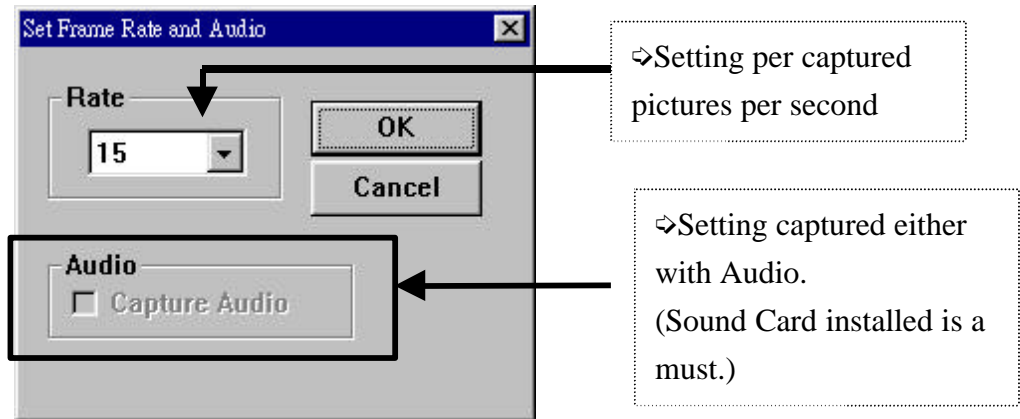 Set Frame Rate and Audio
Rate
15
OK
Cancel
Audio
Capture Audio
➪Setting per captured
pictures per second
➪Setting captured either
with Audio.
(Sound Card installed is a
must.)